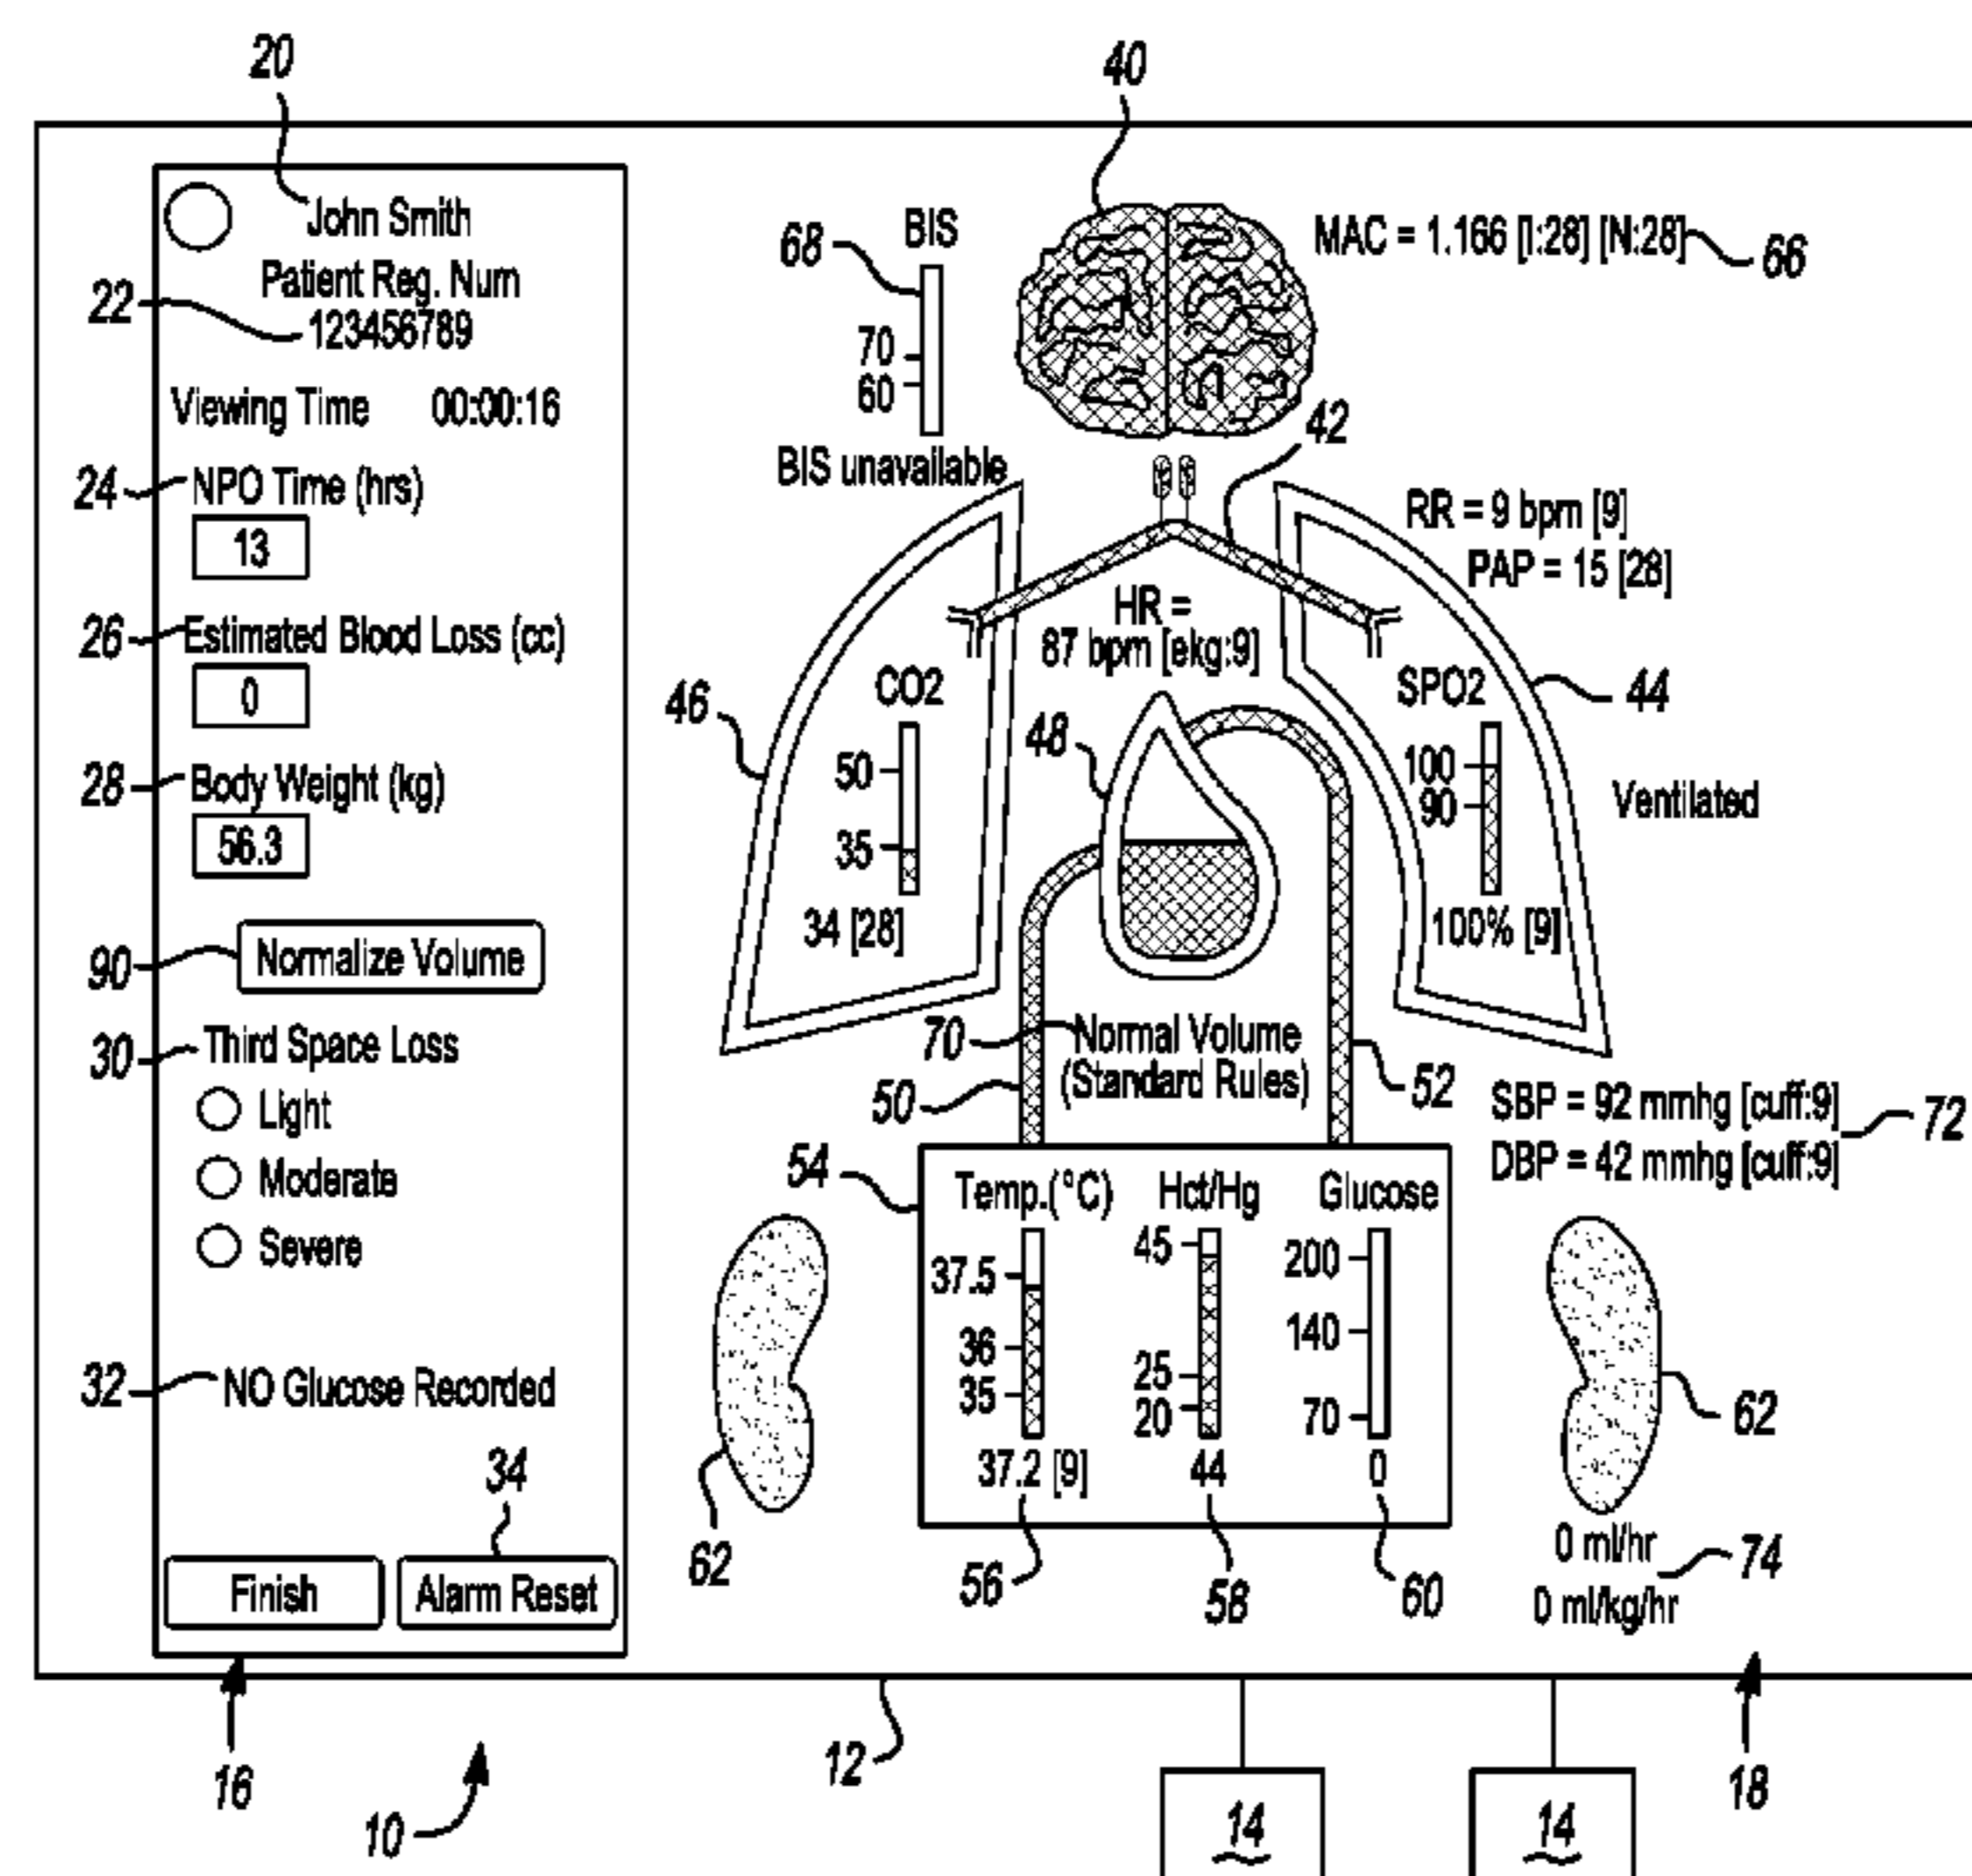 20
40
John Smith
22
Patient Reg. Num
123456789
Viewing Time 00:00:16
24
NPO Time (hrs)
13
26
Estimated Blood Loss (cc)
0
28
Body Weight (kg)
56.3
90
Normalize Volume
30
Third Space Loss
Light
Moderate
Severe
32
NO Glucose Recorded
34
Finish
Alarm Reset
68
BIS
70
60
BIS unavailable
MAC = 1.166 [I:28] [N:28]
66
42
RR = 9 bpm [9]
PAP = 15 [28]
HR =
87 bpm [ekg:9]
46
CO2
50
35
34 [28]
48
SPO2
100
90
100% [9]
44
Ventilated
70
Normal Volume
(Standard Rules)
50
52
SBP = 92 mmhg [cuff:9]
DBP = 42 mmhg [cuff:9]
72
54
Temp.(°C)
37.5
36
35
37.2 [9]
Hct/Hg
45
25
20
44
Glucose
200
140
70
0
62
62
56
58
60
0 ml/hr
0 ml/kg/hr
74
16
10
12
14
14
18